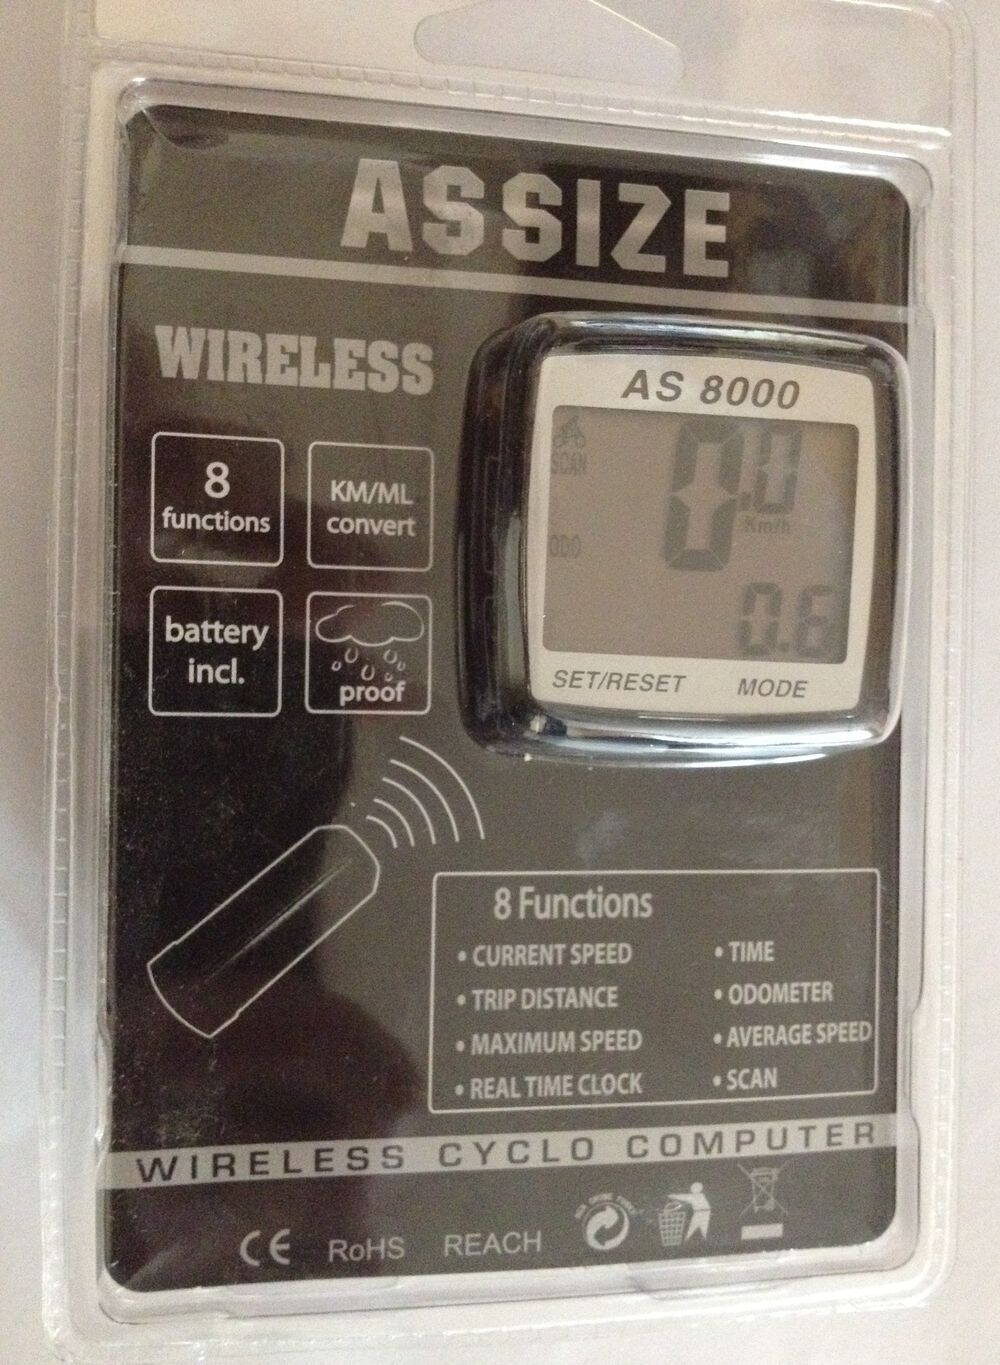 ASSIZE
WIRELESS
8
functions
KM/ML
convert
battery
incl.
proof
AS 8000
SCAN
0.0
Km/h
ODO
0.6
SET/RESET MODE
8 Functions
• CURRENT SPEED
• TRIP DISTANCE
• MAXIMUM SPEED
• REAL TIME CLOCK
• TIME
• ODOMETER
• AVERAGE SPEED
• SCAN
WIRELESS CYCLO COMPUTER
CE RoHS REACH